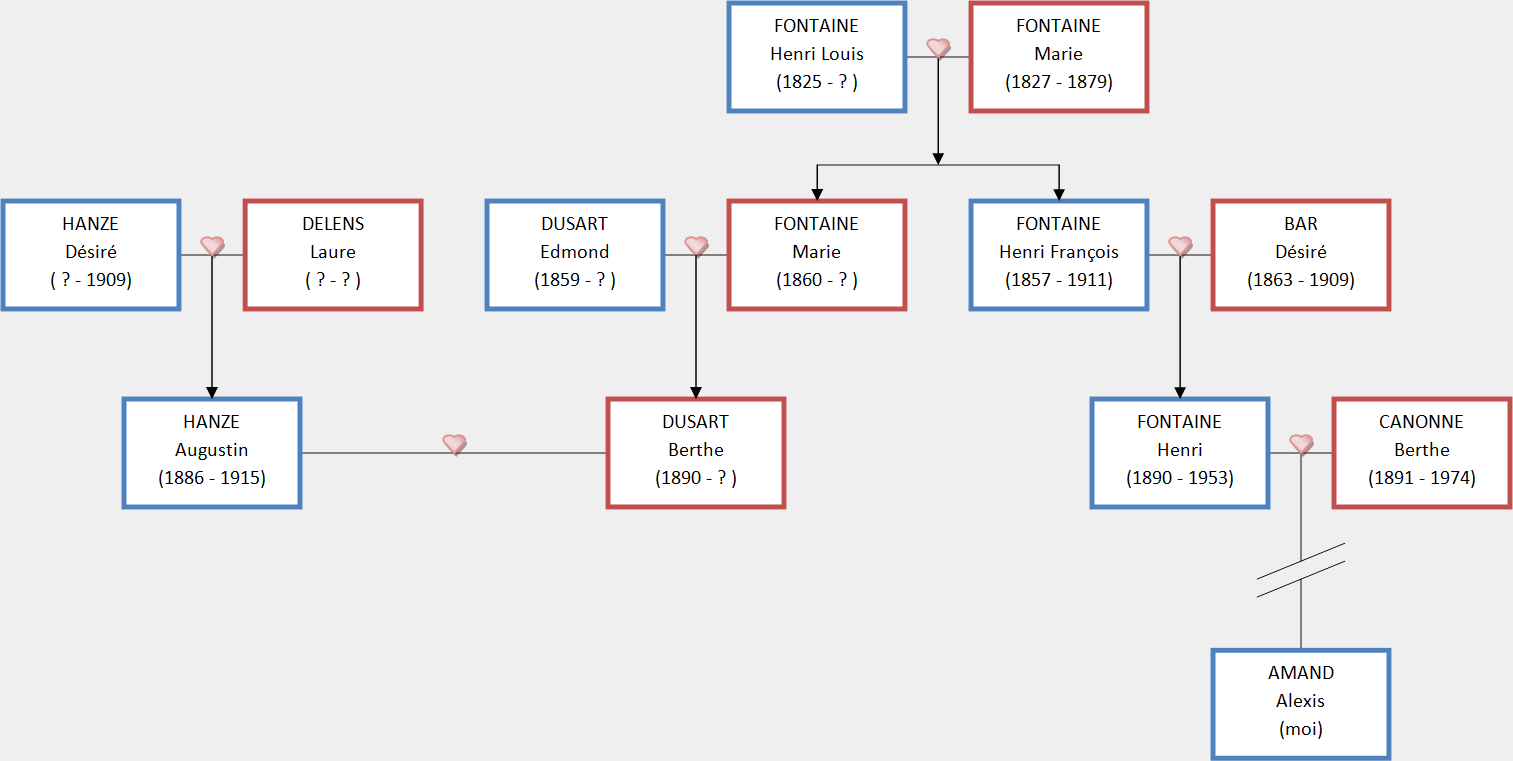 FONTAINE
Henri Louis
(1825 - ? )
FONTAINE
Marie
(1827 - 1879)
HANZE
Désiré
( ? - 1909)
DELENS
Laure
( ? - ? )
DUSART
Edmond
(1859 - ? )
FONTAINE
Marie
(1860 - ? )
FONTAINE
Henri François
(1857 - 1911)
BAR
Désiré
(1863 - 1909)
HANZE
Augustin
(1886 - 1915)
DUSART
Berthe
(1890 - ? )
FONTAINE
Henri
(1890 - 1953)
CANONNE
Berthe
(1891 - 1974)
AMAND
Alexis
(moi)